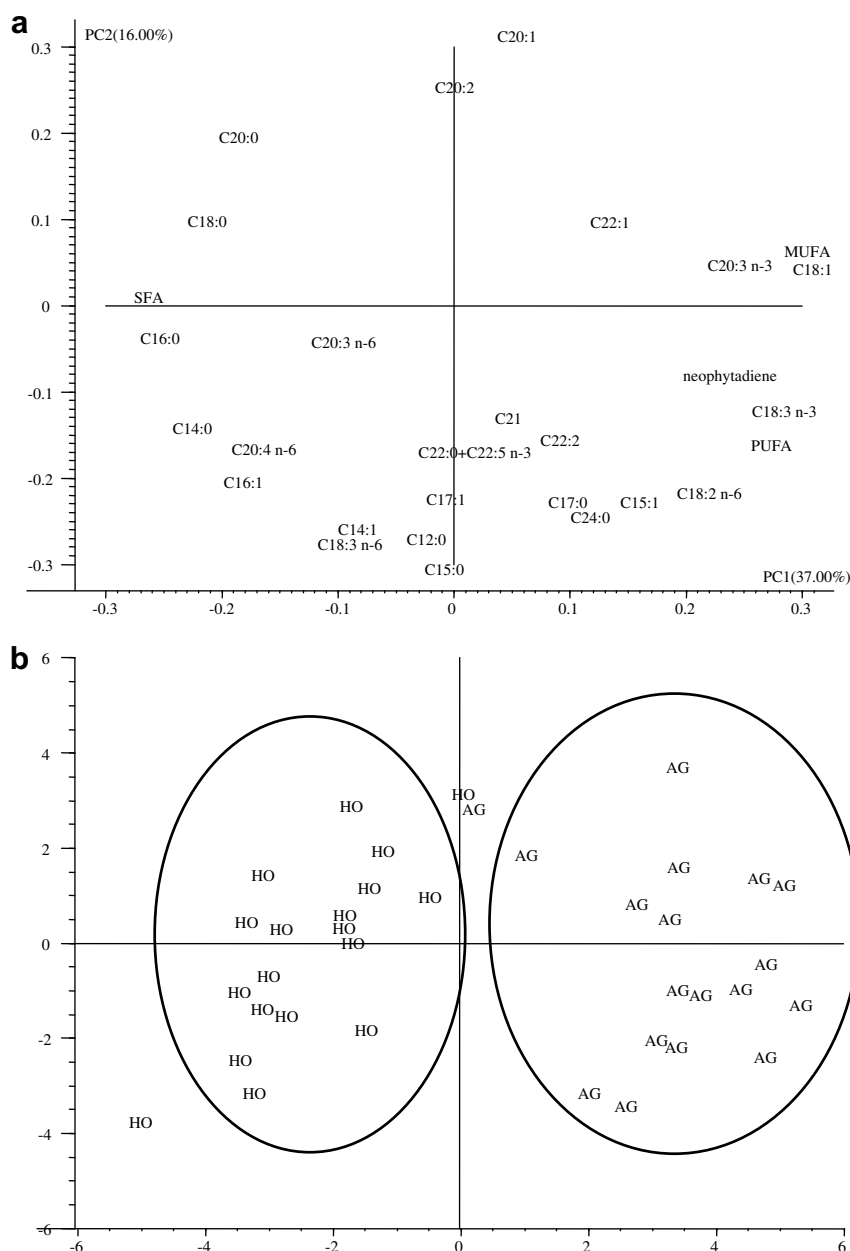 a
PC2(16.00%)
C20:1
0.3
C20:2
0.2
C20:0
0.1
C18:0
C22:1
MUFA
C20:3 n-3
C18:1
SFA
0
C16:0
C20:3 n-6
neophytadiene
-0.1
C18:3 n-3
C21
C14:0
C22:2
PUFA
C20:4 n-6
C22:0+C22:5 n-3
C16:1
-0.2
C18:2 n-6
C17:1
C17:0
C15:1
C24:0
C14:1
C12:0
C18:3 n-6
-0.3
C15:0
PC1(37.00%)
-0.3 -0.2 -0.1 0 0.1 0.2 0.3
b
6
4
AG
HO
HO AG
2
HO
AG
AG
HO
AG
AG
HO
HO
AG
HO
HO
AG
HO
HO
HO
0
HO
AG
HO
HO
AG
AG
AG
HO
AG
HO
HO
AG
AG
HO
AG
HO
AG
AG
HO
-2
-4
-6
-6 -4 -2 0 2 4 6